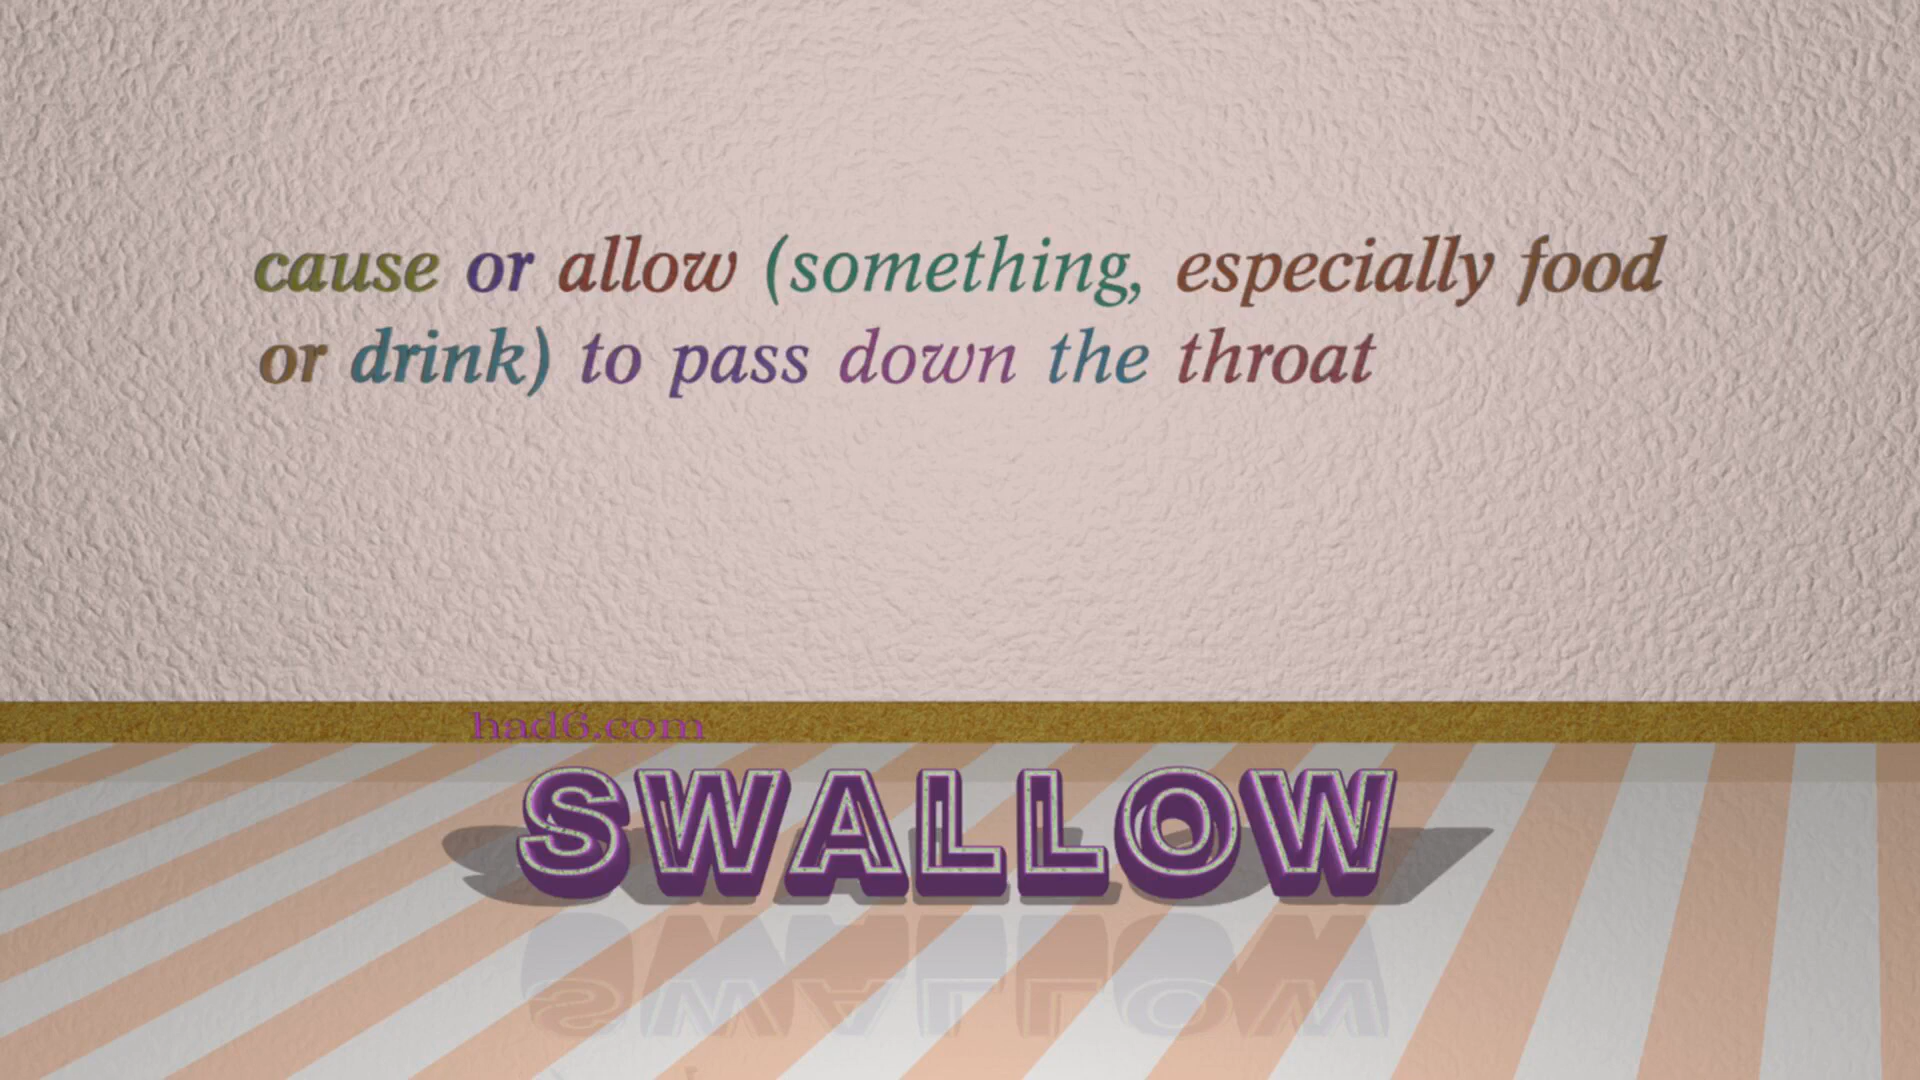 cause or allow (something, especially food
or drink) to pass down the throat
had6.com
SWALLOW